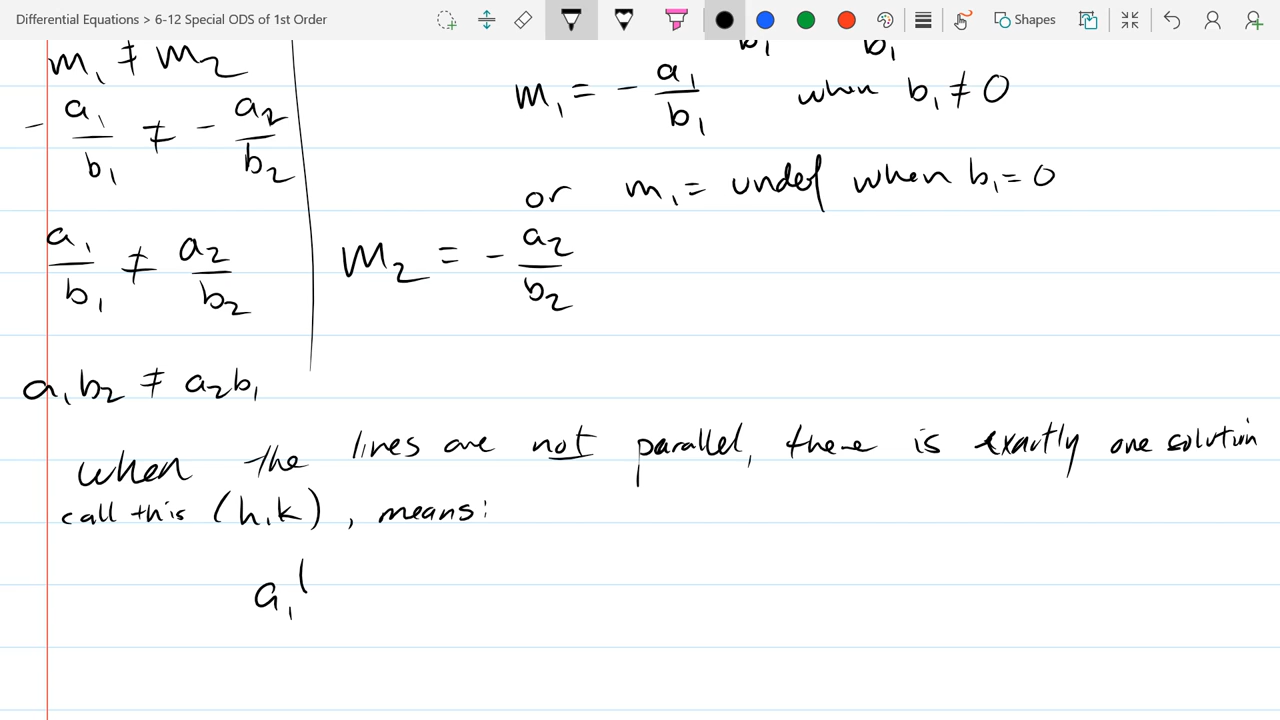 Differential Equations > 6-12 Special ODS of 1st Order
Shapes
b₁ b₁
m₁ ≠ m₂
m₁ = - a₁/b₁ when b₁ ≠ 0
- a₁/b₁ ≠ - a₂/b₂
or m₁ = undef when b₁ = 0
a₁/b₁ ≠ a₂/b₂
m₂ = - a₂/b₂
a₁b₂ ≠ a₂b₁
when the lines are not parallel, there is exactly one solution
call this (h,k), means:
a₁(